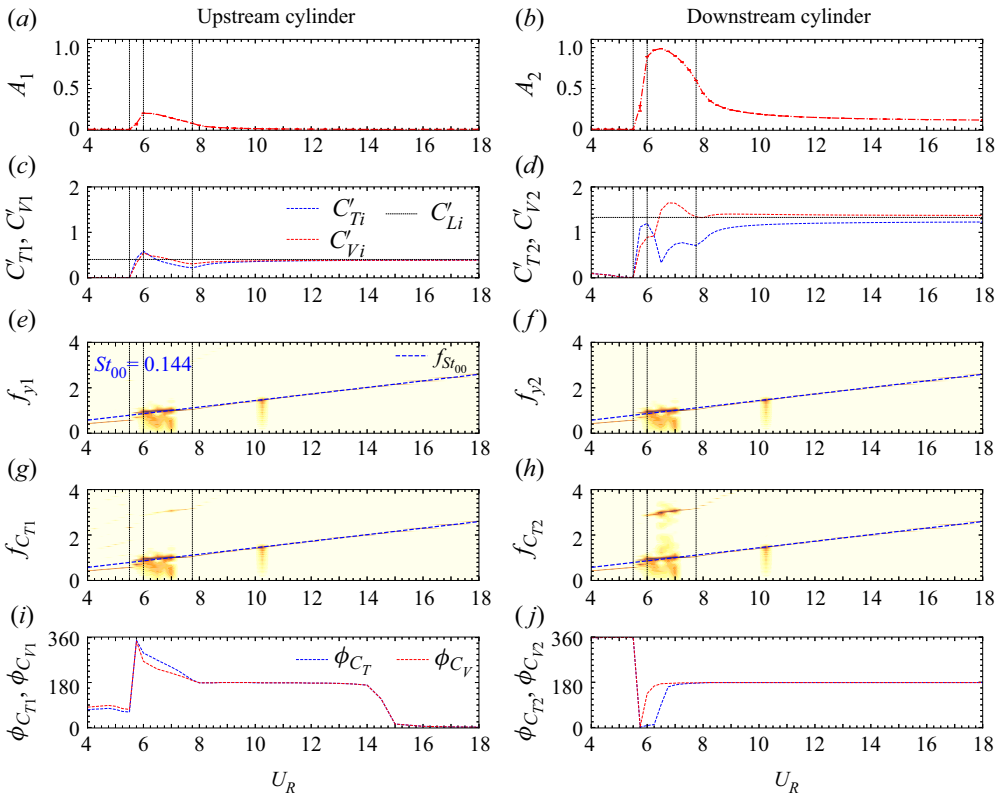 Upstream cylinder Downstream cylinder
(a) (b)
A1 A2
1.0 0.5 0
1.0 0.5 0
4 6 8 10 12 14 16 18
4 6 8 10 12 14 16 18
(c) (d)
C′T1, C′V1 C′T2, C′V2
2 1 0
2 1 0
C′Ti C′Li
C′Vi
4 6 8 10 12 14 16 18
4 6 8 10 12 14 16 18
(e) (f)
fy1 fy2
4 2 0
4 2 0
St00 = 0.144 fSt00
4 6 8 10 12 14 16 18
4 6 8 10 12 14 16 18
(g) (h)
fCT1 fCT2
4 2 0
4 2 0
4 6 8 10 12 14 16 18
4 6 8 10 12 14 16 18
(i) (j)
ϕCT1, ϕCV1 ϕCT2, ϕCV2
360 180 0
360 180 0
ϕCT ϕCV
4 6 8 10 12 14 16 18
4 6 8 10 12 14 16 18
UR UR